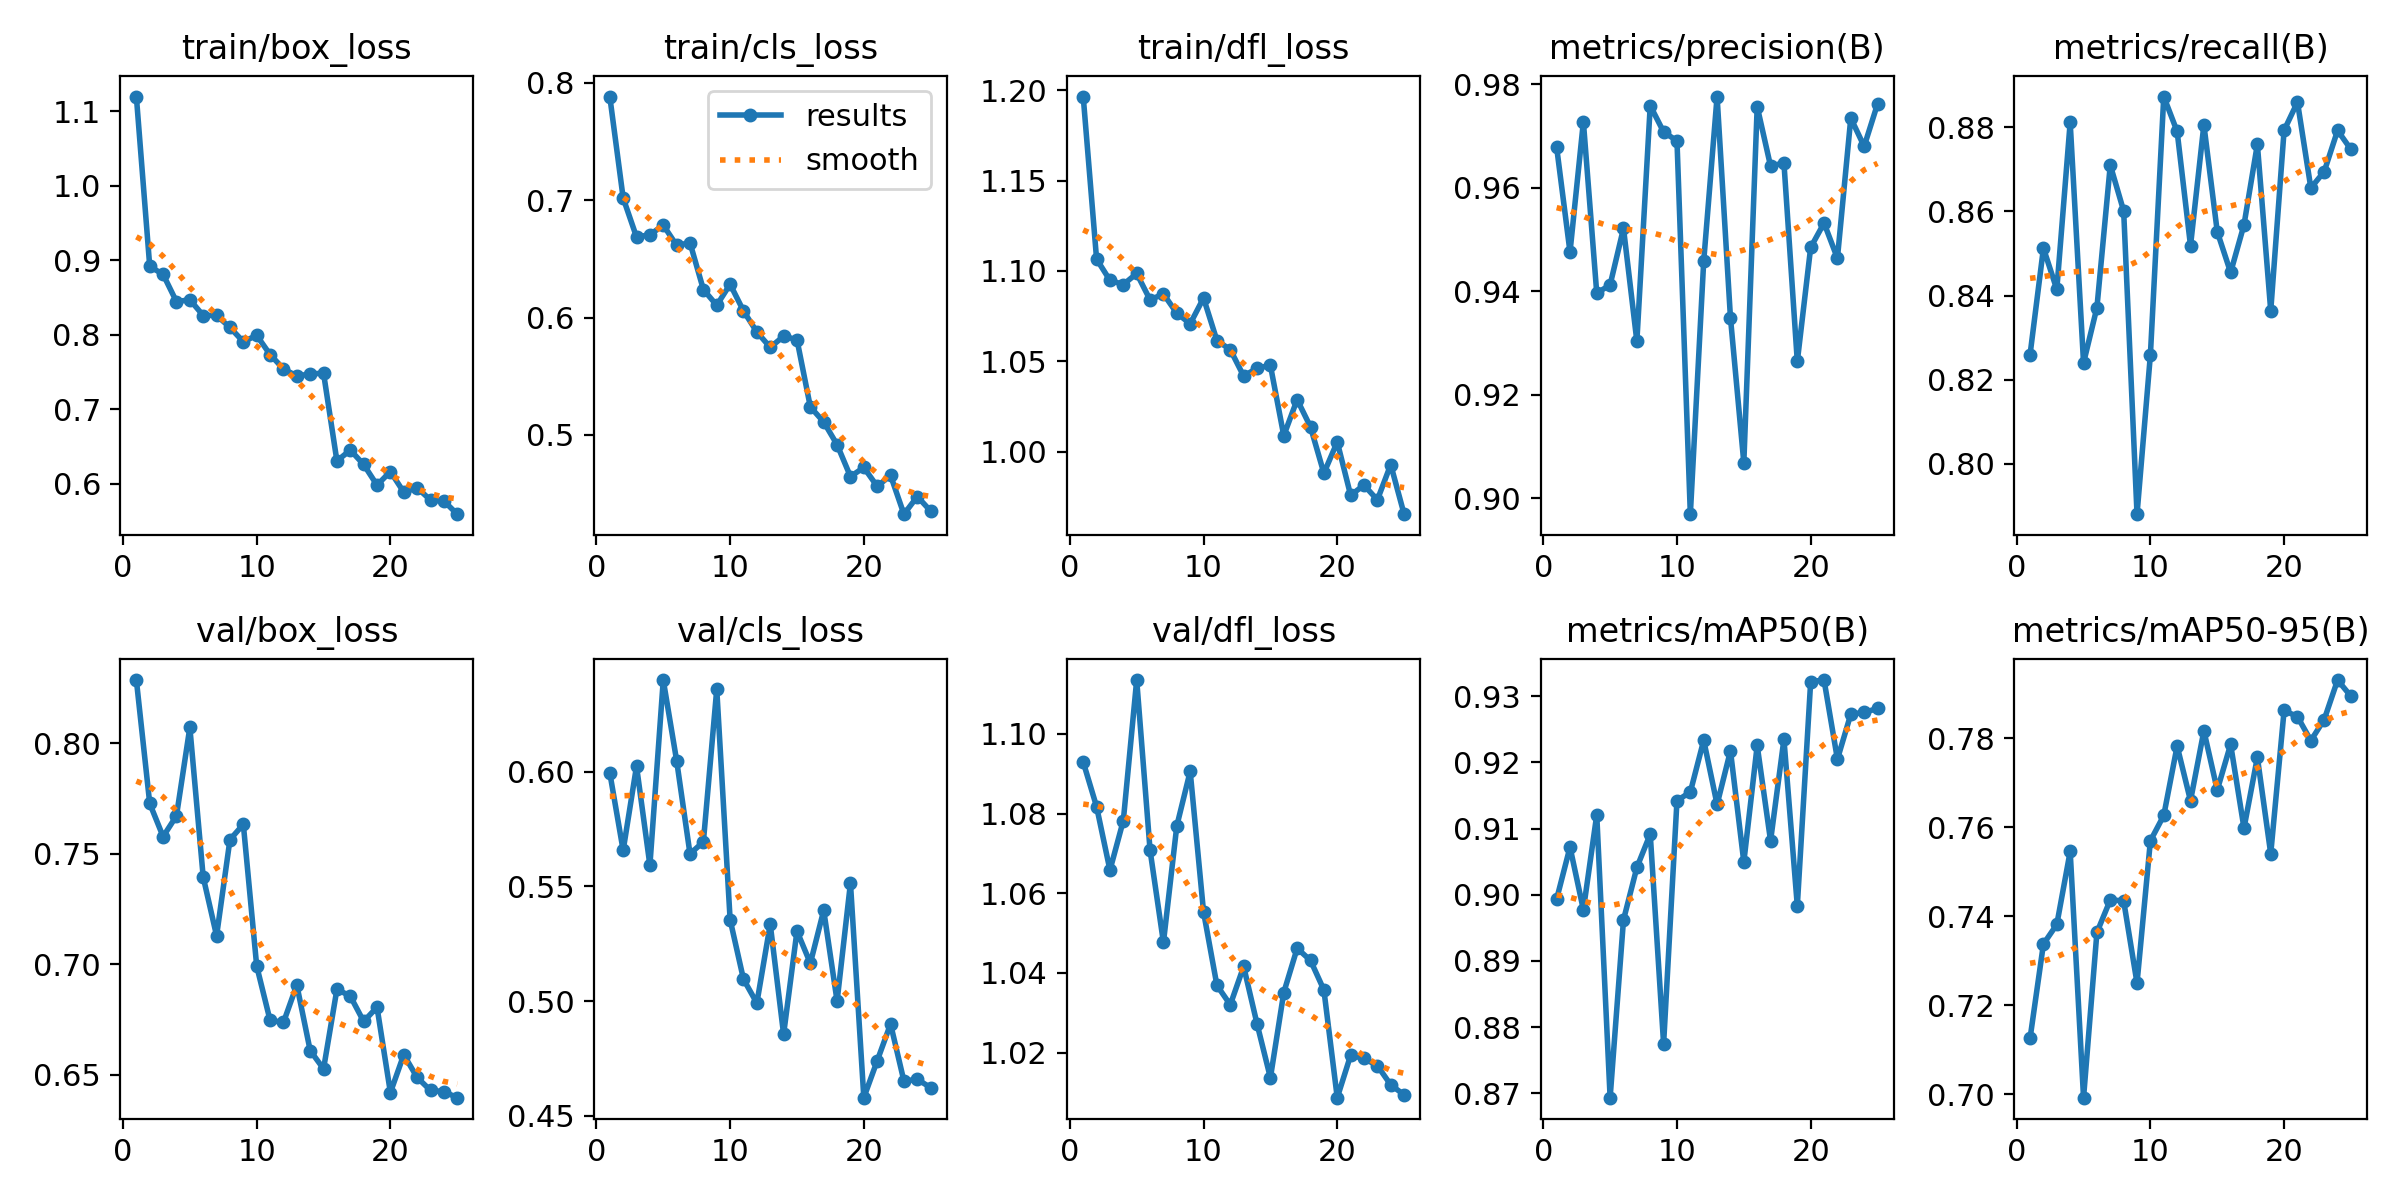 train/box_loss
1.1
1.0
0.9
0.8
0.7
0.6
0 10 20
train/cls_loss
results
smooth
0.8
0.7
0.6
0.5
0 10 20
train/dfl_loss
1.20
1.15
1.10
1.05
1.00
0 10 20
metrics/precision(B)
0.98
0.96
0.94
0.92
0.90
0 10 20
metrics/recall(B)
0.88
0.86
0.84
0.82
0.80
0 10 20
val/box_loss
0.80
0.75
0.70
0.65
0 10 20
val/cls_loss
0.60
0.55
0.50
0.45
0 10 20
val/dfl_loss
1.10
1.08
1.06
1.04
1.02
0 10 20
metrics/mAP50(B)
0.93
0.92
0.91
0.90
0.89
0.88
0.87
0 10 20
metrics/mAP50-95(B)
0.78
0.76
0.74
0.72
0.70
0 10 20